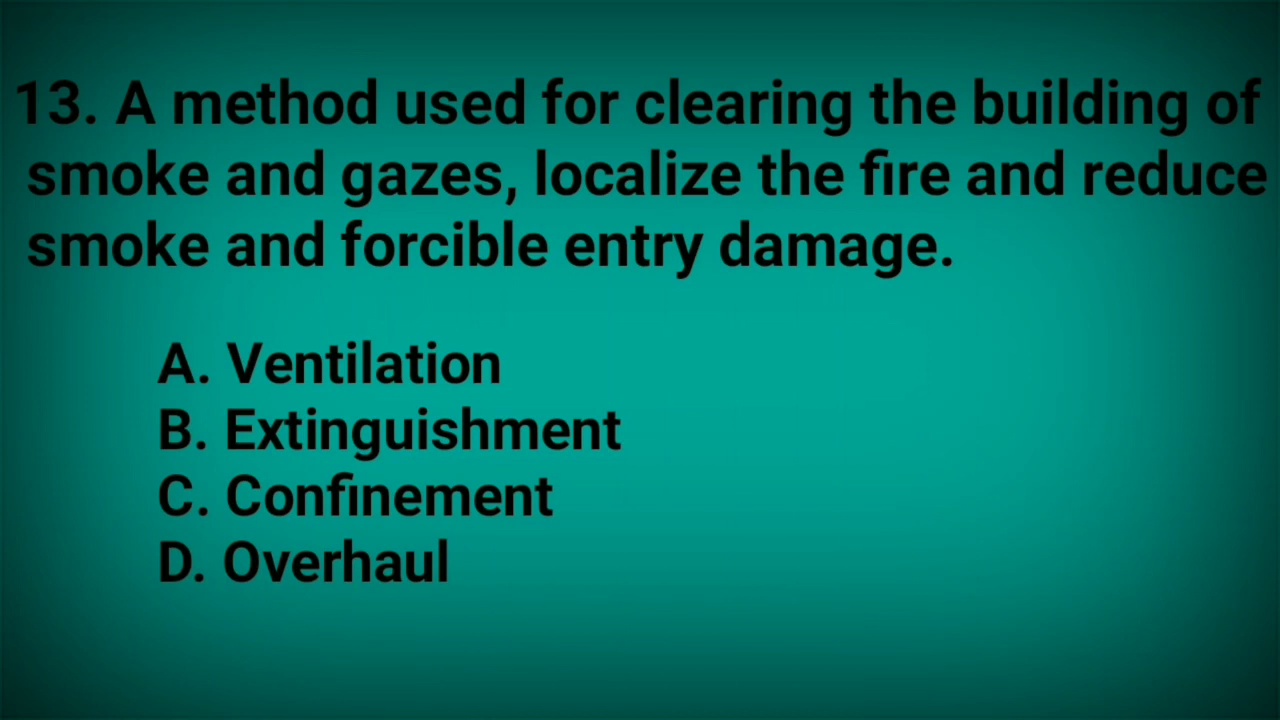 13. A method used for clearing the building of
smoke and gazes, localize the fire and reduce
smoke and forcible entry damage.
A. Ventilation
B. Extinguishment
C. Confinement
D. Overhaul